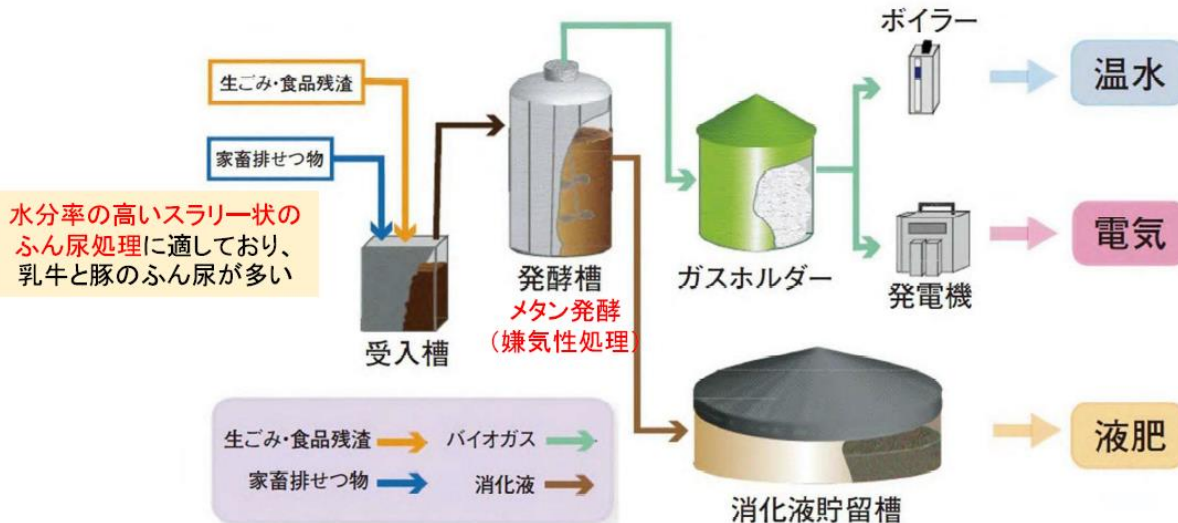 ボイラー
温水
生ごみ・食品残渣
家畜排せつ物
水分率の高いスラリー状の
ふん尿処理に適しており、
乳牛と豚のふん尿が多い
受入槽
発酵槽
メタン発酵
(嫌気性処理)
ガスホルダー
発電機
電気
生ごみ・食品残渣
バイオガス
家畜排せつ物
消化液
消化液貯留槽
液肥